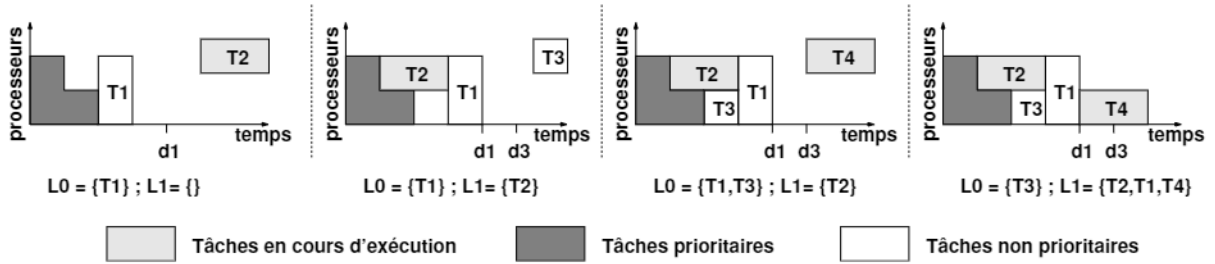 processeurs
T1
T2
temps
d1
L0 = {T1} ; L1= {}
processeurs
T2
T1
T3
temps
d1
d3
L0 = {T1} ; L1= {T2}
processeurs
T2
T3
T1
T4
temps
d1
d3
L0 = {T1,T3} ; L1= {T2}
processeurs
T2
T3
T1
T4
temps
d1
d3
L0 = {T3} ; L1= {T2,T1,T4}
Tâches en cours d'exécution
Tâches prioritaires
Tâches non prioritaires